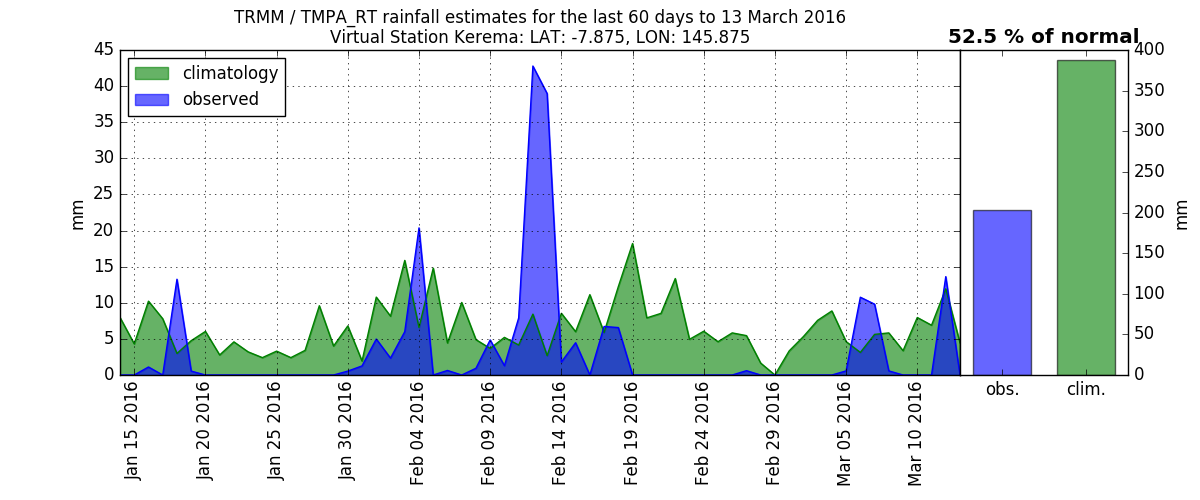 TRMM / TMPA_RT rainfall estimates for the last 60 days to 13 March 2016
Virtual Station Kerema: LAT: -7.875, LON: 145.875
52.5 % of normal
climatology
observed
mm
45
40
35
30
25
20
15
10
5
0
Jan 15 2016
Jan 20 2016
Jan 25 2016
Jan 30 2016
Feb 04 2016
Feb 09 2016
Feb 14 2016
Feb 19 2016
Feb 24 2016
Feb 29 2016
Mar 05 2016
Mar 10 2016
obs.
clim.
400
350
300
250
200
150
100
50
0
mm